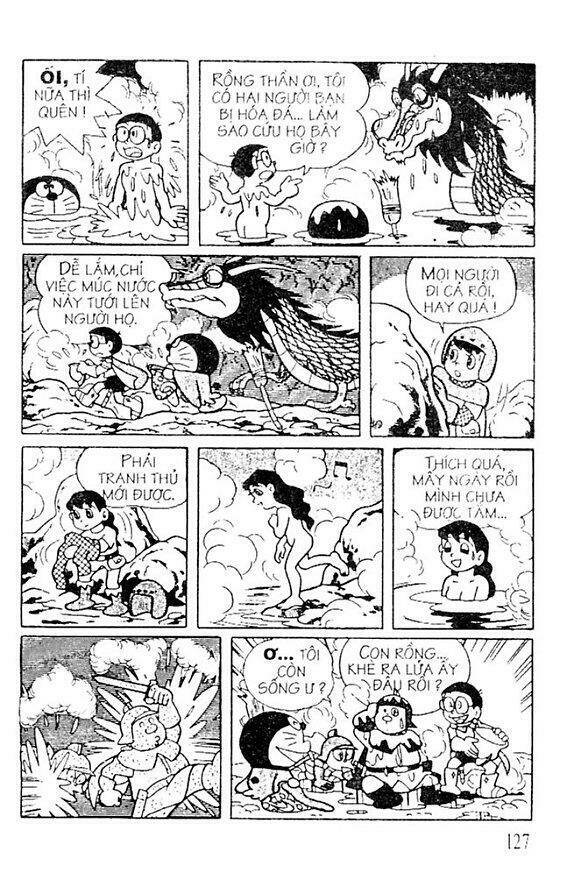 ỐI, TÍ
NỮA THÌ
QUÊN !
RỒNG THẦN ƠI, TÔI
CÓ HAI NGƯỜI BẠN
BỊ HÓA ĐÁ... LÀM
SAO CỨU HỌ BÂY
GIỜ ?
DỄ LẮM, CHỈ
VIỆC MÚC NƯỚC
NÀY TƯỚI LÊN
NGƯỜI HỌ.
MỌI NGƯỜI
ĐI CẢ RỒI,
HAY QUÁ !
PHẢI
TRANH THỦ
MỚI ĐƯỢC.
THÍCH QUÁ,
MẤY NGÀY RỒI
MÌNH CHƯA
ĐƯỢC TẮM...
Ơ... TÔI
CÒN
SỐNG Ư ?
CON RỒNG...
KHÈ RA LỬA ẤY
ĐÂU RỒI ?
127